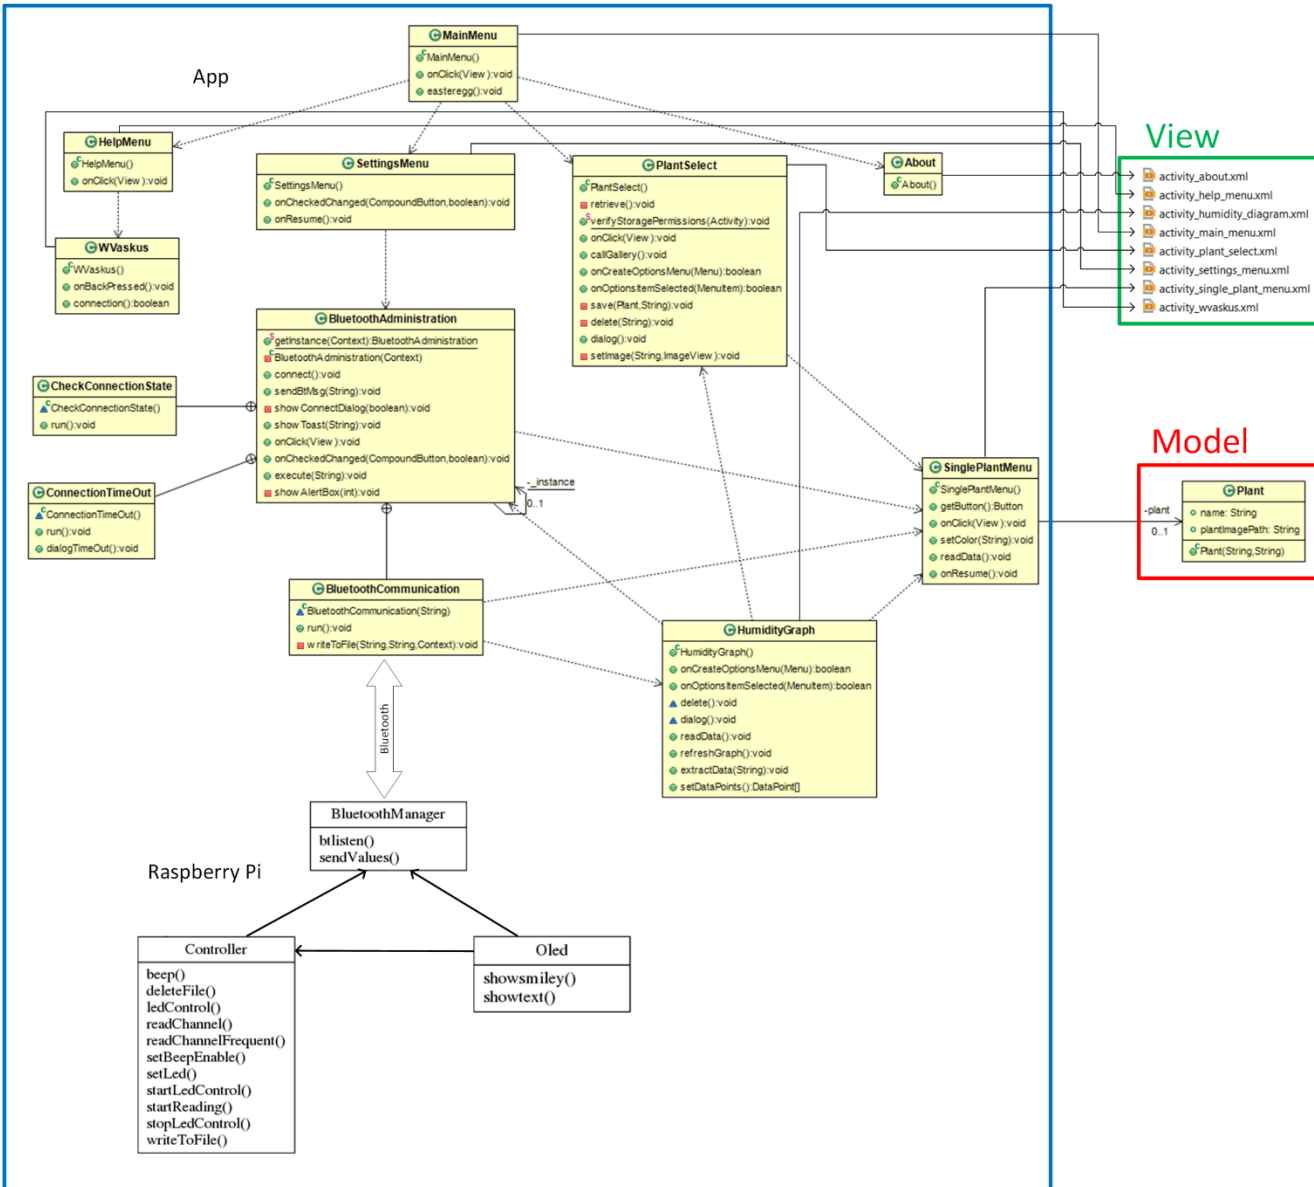 App
MainMenu
MainMenu()
onClick(View ):void
easteregg():void
HelpMenu
HelpMenu()
onClick(View ):void
SettingsMenu
SettingsMenu()
onCheckedChanged(CompoundButton,boolean):void
onResume():void
PlantSelect
PlantSelect()
retrieve():void
verifyStoragePermissions(Activity):void
onClick(View ):void
callGallery():void
onCreateOptionsMenu(Menu):boolean
onOptionsItemSelected(MenuItem):boolean
save(Plant,String):void
delete(String):void
dialog():void
setImage(String,ImageView ):void
About
About()
View
activity_about.xml
activity_help_menu.xml
activity_humidity_diagram.xml
activity_main_menu.xml
activity_plant_select.xml
activity_settings_menu.xml
activity_single_plant_menu.xml
activity_wvaskus.xml
WVaskus
WVaskus()
onBackPressed():void
connection():boolean
BluetoothAdministration
getInstance(Context):BluetoothAdministration
BluetoothAdministration(Context)
connect():void
sendBtMsg(String):void
show ConnectDialog(boolean):void
show Toast(String):void
onClick(View ):void
onCheckedChanged(CompoundButton,boolean):void
execute(String):void
show AlertBox(int):void
-_instance
0..1
CheckConnectionState
CheckConnectionState()
run():void
ConnectionTimeOut
ConnectionTimeOut()
run():void
dialogTimeOut():void
SinglePlantMenu
SinglePlantMenu()
getButton():Button
onClick(View ):void
setColor(String):void
readData():void
onResume():void
Model
-plant
0..1
Plant
name: String
plantImagePath: String
Plant(String,String)
BluetoothCommunication
BluetoothCommunication(String)
run():void
w riteToFile(String,String,Context):void
HumidityGraph
HumidityGraph()
onCreateOptionsMenu(Menu):boolean
onOptionsItemSelected(MenuItem):boolean
delete():void
dialog():void
readData():void
refreshGraph():void
extractData(String):void
setDataPoints():DataPoint[]
Bluetooth
BluetoothManager
btlisten()
sendValues()
Raspberry Pi
Controller
beep()
deleteFile()
ledControl()
readChannel()
readChannelFrequent()
setBeepEnable()
setLed()
startLedControl()
startReading()
stopLedControl()
writeToFile()
Oled
showsmiley()
showtext()